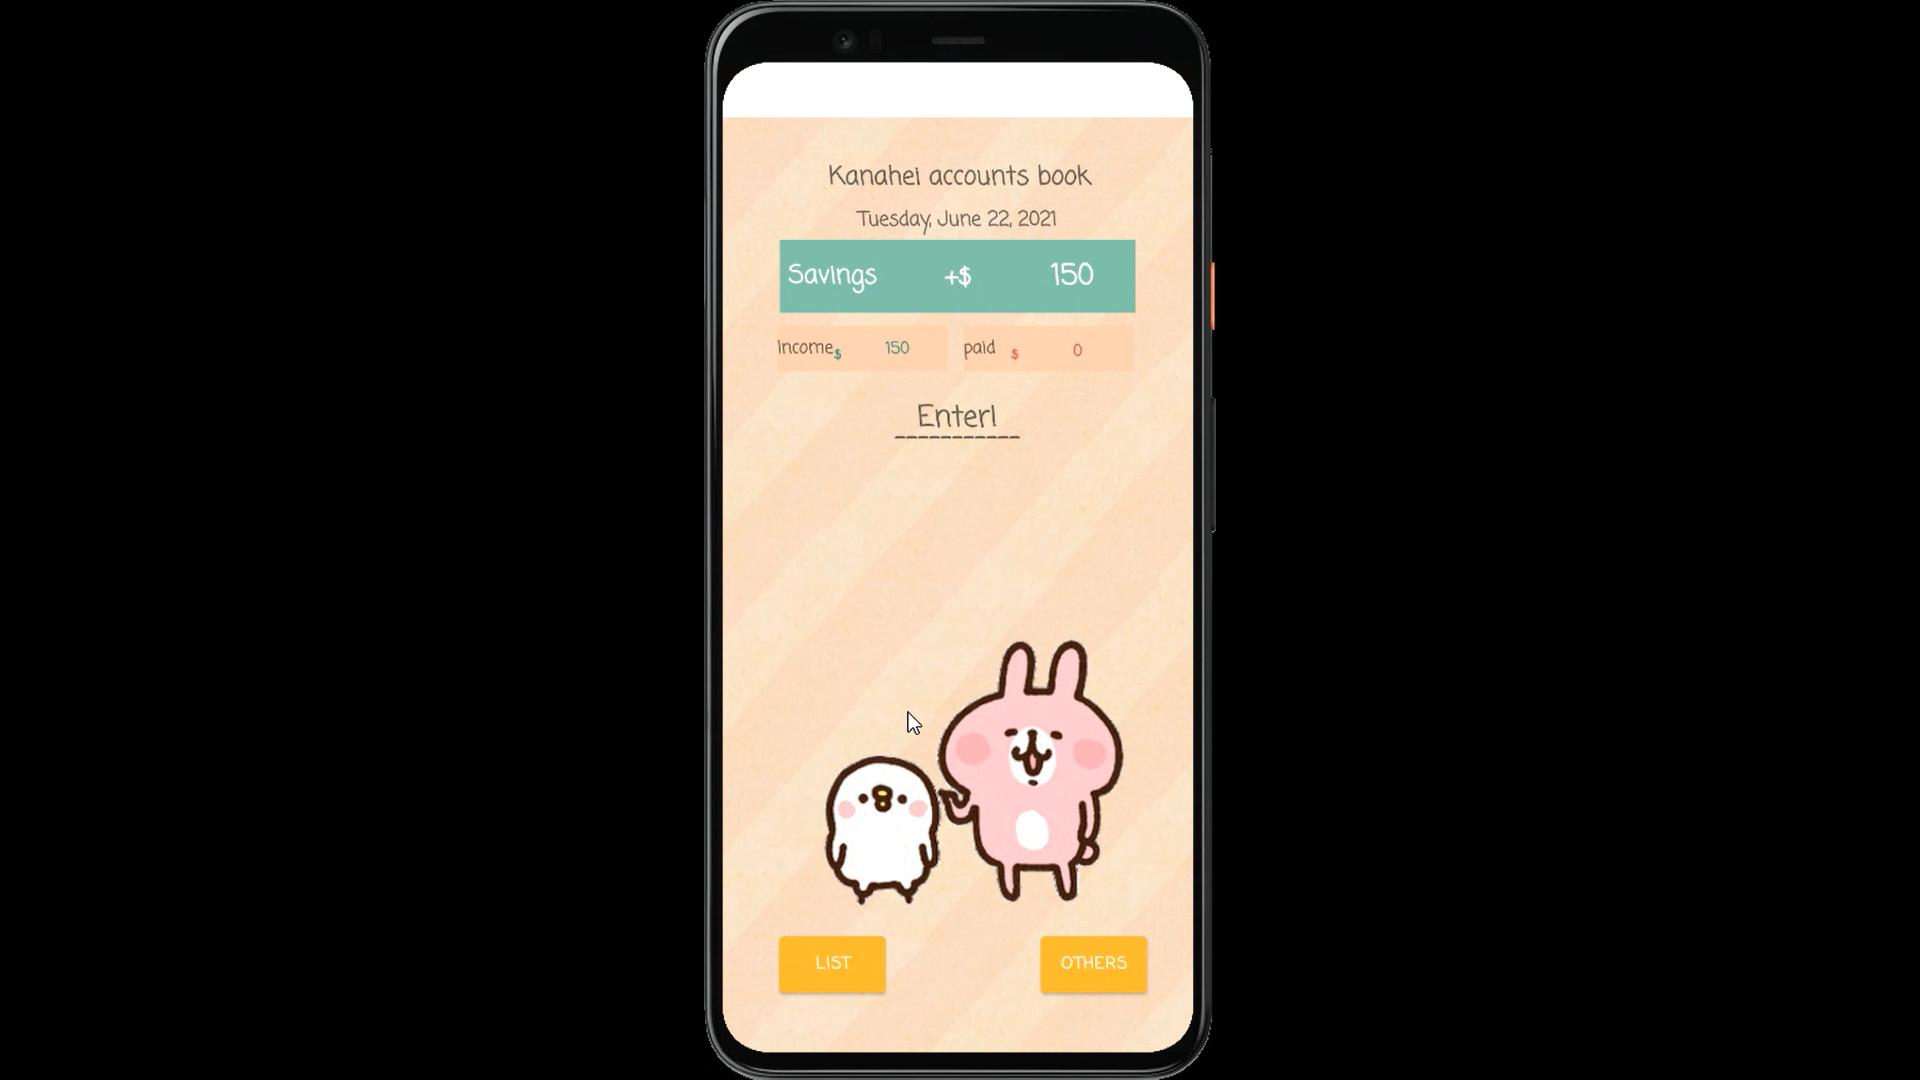 Kanahei accounts book
Tuesday, June 22, 2021
Savings +$ 150
income $ 150 paid $ 0
Enter!
-----------
LIST OTHERS